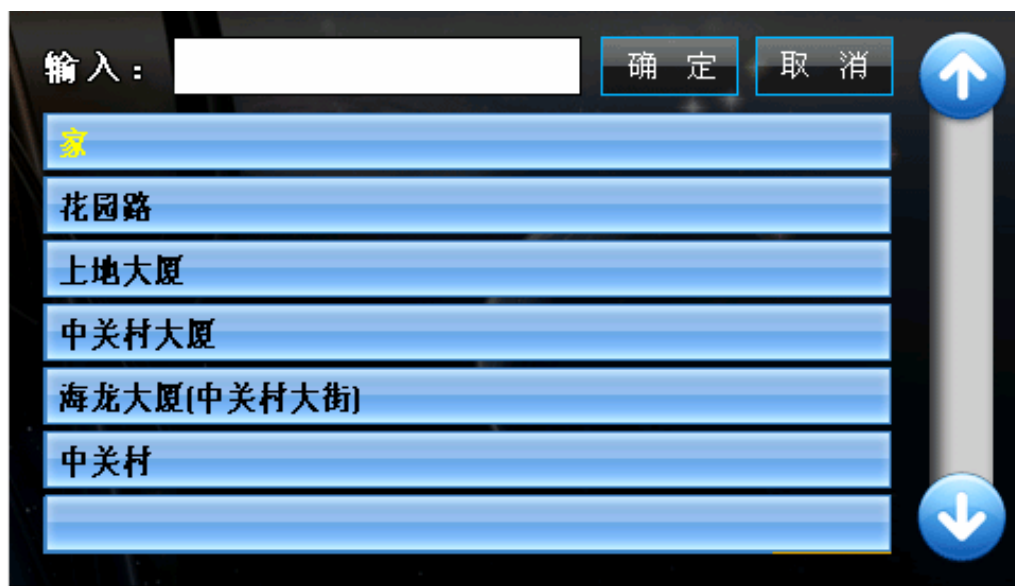 输入： 确定 取消
家
花园路
上地大厦
中关村大厦
海龙大厦(中关村大街)
中关村